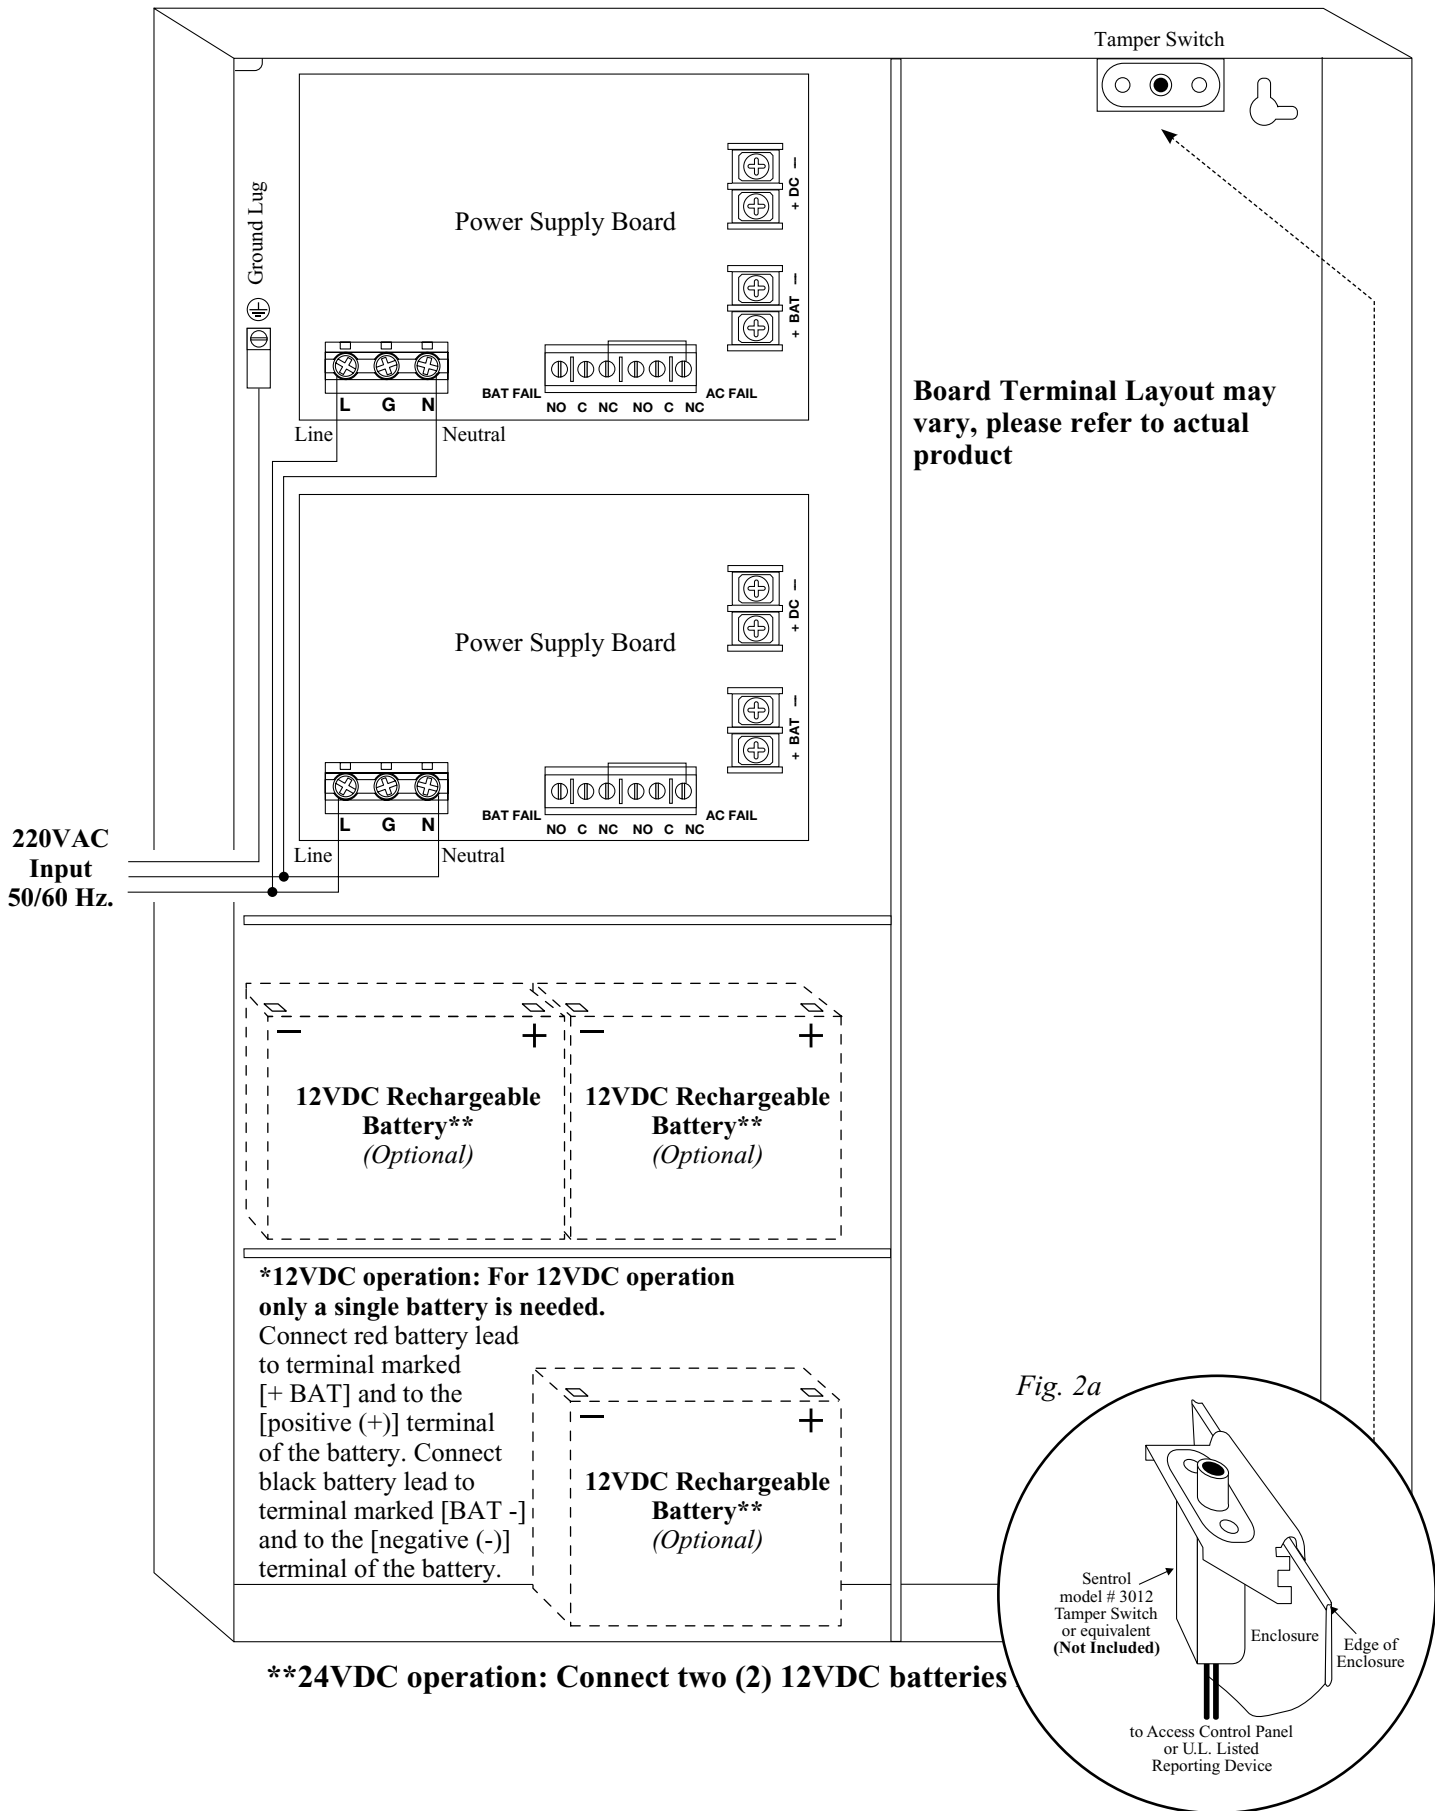 Tamper Switch
Ground Lug
Power Supply Board
+ DC –
+ BAT –
L G N
BAT FAIL
NO C NC NO C NC
AC FAIL
Line
Neutral
Board Terminal Layout may
vary, please refer to actual
product
Power Supply Board
+ DC –
+ BAT –
L G N
BAT FAIL
NO C NC NO C NC
AC FAIL
Line
Neutral
220VAC
Input
50/60 Hz.
– +
12VDC Rechargeable
Battery**
(Optional)
– +
12VDC Rechargeable
Battery**
(Optional)
*12VDC operation: For 12VDC operation
only a single battery is needed.
Connect red battery lead
to terminal marked
[+ BAT] and to the
[positive (+)] terminal
of the battery. Connect
black battery lead to
terminal marked [BAT -]
and to the [negative (-)]
terminal of the battery.
– +
12VDC Rechargeable
Battery**
(Optional)
Fig. 2a
Sentrol
model # 3012
Tamper Switch
or equivalent
(Not Included)
Enclosure
Edge of
Enclosure
to Access Control Panel
or U.L. Listed
Reporting Device
**24VDC operation: Connect two (2) 12VDC batteries